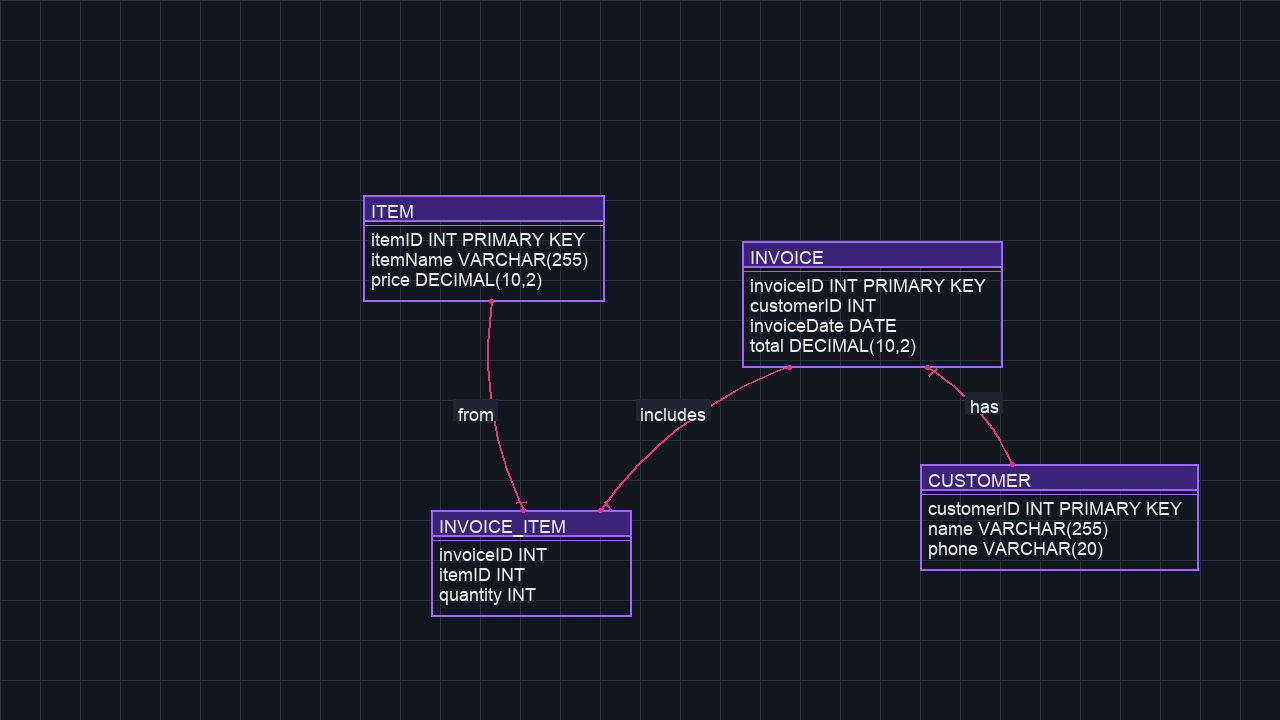 ITEM
itemID INT PRIMARY KEY
itemName VARCHAR(255)
price DECIMAL(10,2)
INVOICE
invoiceID INT PRIMARY KEY
customerID INT
invoiceDate DATE
total DECIMAL(10,2)
from
includes
has
INVOICE_ITEM
invoiceID INT
itemID INT
quantity INT
CUSTOMER
customerID INT PRIMARY KEY
name VARCHAR(255)
phone VARCHAR(20)